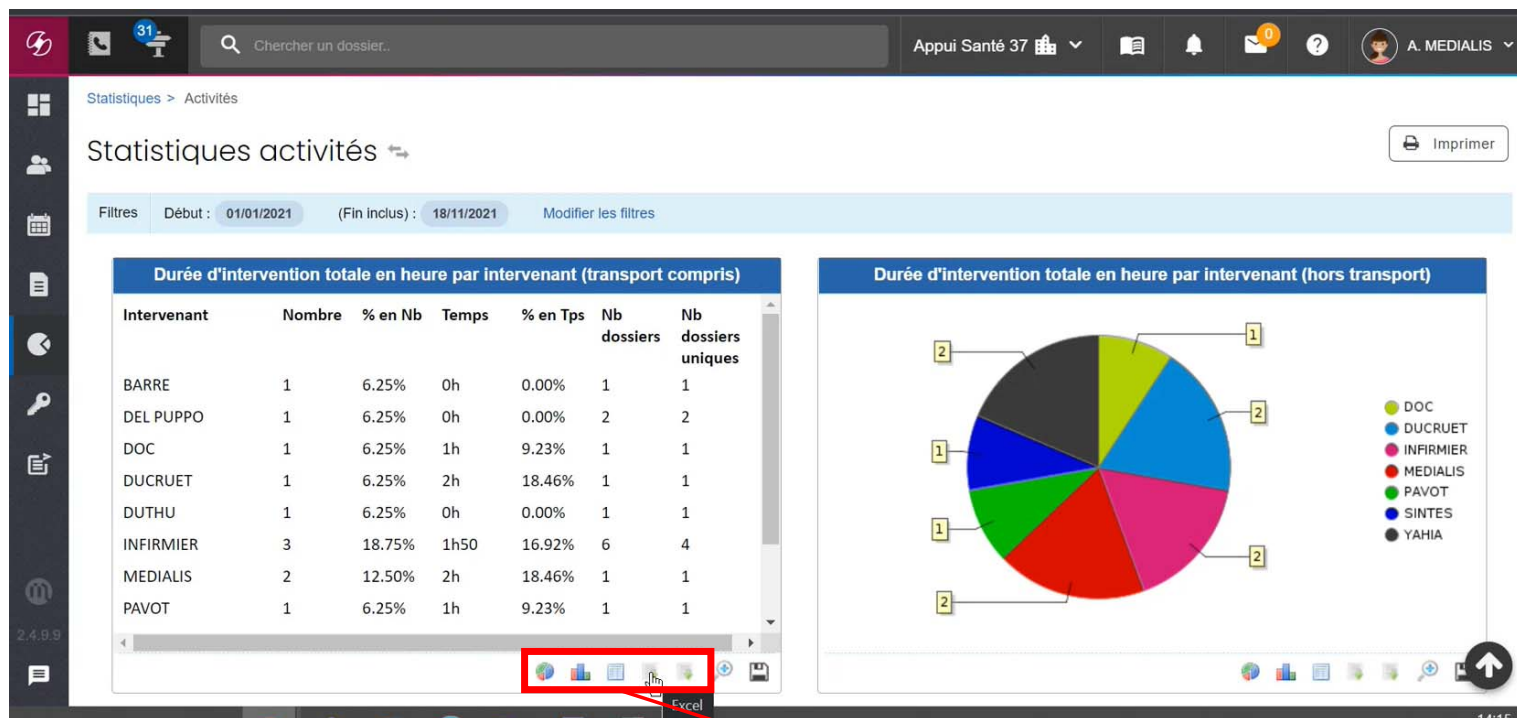 31
Chercher un dossier..
Appui Santé 37
0
A. MEDIALIS
Statistiques > Activités
Statistiques activités
Imprimer
Filtres Début : 01/01/2021 (Fin inclus) : 18/11/2021 Modifier les filtres
Durée d'intervention totale en heure par intervenant (transport compris)
Intervenant Nombre % en Nb Temps % en Tps Nb dossiers Nb dossiers uniques
BARRE 1 6.25% 0h 0.00% 1 1
DEL PUPPO 1 6.25% 0h 0.00% 2 2
DOC 1 6.25% 1h 9.23% 1 1
DUCRUET 1 6.25% 2h 18.46% 1 1
DUTHU 1 6.25% 0h 0.00% 1 1
INFIRMIER 3 18.75% 1h50 16.92% 6 4
MEDIALIS 2 12.50% 2h 18.46% 1 1
PAVOT 1 6.25% 1h 9.23% 1 1
Excel
Durée d'intervention totale en heure par intervenant (hors transport)
1
2
2
2
1
1
2
DOC
DUCRUET
INFIRMIER
MEDIALIS
PAVOT
SINTES
YAHIA
2.4.9.9
14:15